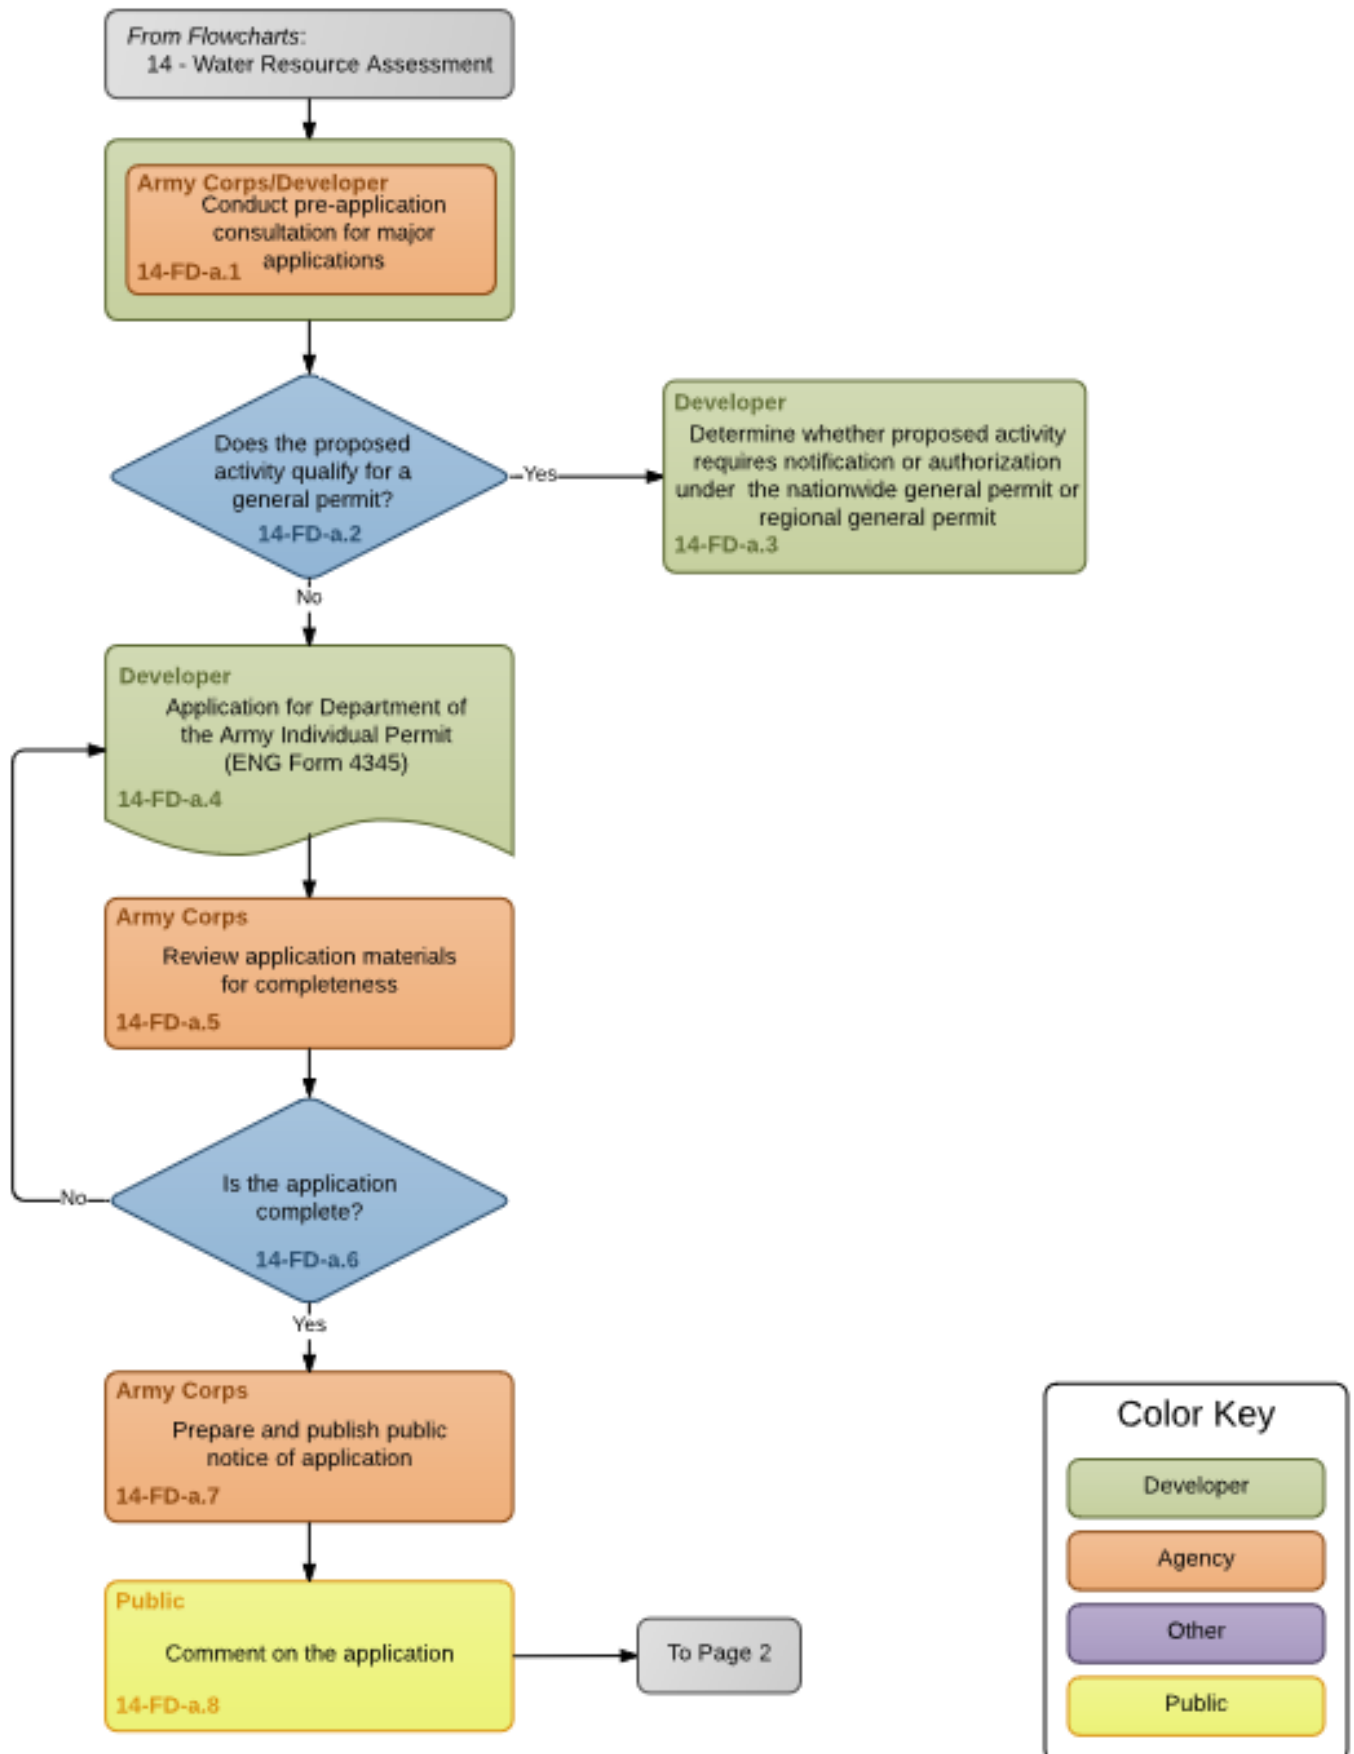 From Flowcharts:
14 - Water Resource Assessment
Army Corps/Developer
Conduct pre-application
consultation for major
applications
14-FD-a.1
Does the proposed
activity qualify for a
general permit?
14-FD-a.2
Yes
Developer
Determine whether proposed activity
requires notification or authorization
under the nationwide general permit or
regional general permit
14-FD-a.3
No
Developer
Application for Department of
the Army Individual Permit
(ENG Form 4345)
14-FD-a.4
Army Corps
Review application materials
for completeness
14-FD-a.5
Is the application
complete?
14-FD-a.6
No
Yes
Army Corps
Prepare and publish public
notice of application
14-FD-a.7
Public
Comment on the application
14-FD-a.8
To Page 2
Color Key
Developer
Agency
Other
Public